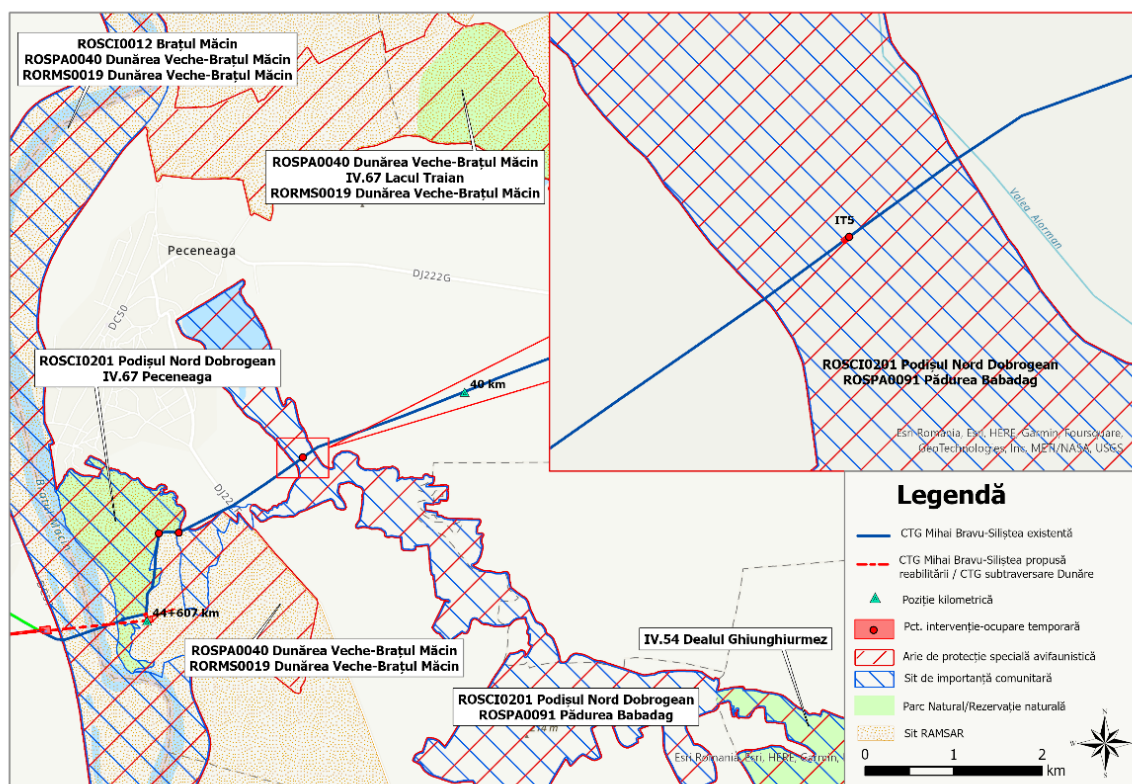 ROSCI0012 Brațul Măcin
ROSPA0040 Dunărea Veche-Brațul Măcin
RORMS0019 Dunărea Veche-Brațul Măcin
ROSPA0040 Dunărea Veche-Brațul Măcin
IV.67 Lacul Traian
RORMS0019 Dunărea Veche-Brațul Măcin
Peceneaga
DJ222G
DC50
ROSCI0201 Podișul Nord Dobrogean
IV.67 Peceneaga
40 km
Brațul Măcin
44+607 km
ROSPA0040 Dunărea Veche-Brațul Măcin
RORMS0019 Dunărea Veche-Brațul Măcin
IV.54 Dealul Ghiunghiurmez
ROSCI0201 Podișul Nord Dobrogean
ROSPA0091 Pădurea Babadag
Esri Romania, Esri, HERE, Garmin,
IT5
Valea Aiorman
ROSCI0201 Podișul Nord Dobrogean
ROSPA0091 Pădurea Babadag
Esri Romania, Esri, HERE, Garmin, Foursquare,
GeoTechnologies, Inc, METI/NASA, USGS
Legendă
CTG Mihai Bravu-Siliștea existentă
CTG Mihai Bravu-Siliștea propusă
reabilitării / CTG subtraversare Dunăre
Poziție kilometrică
Pct. intervenție-ocupare temporară
Arie de protecție specială avifaunistică
Sit de importanță comunitară
Parc Natural/Rezervație naturală
Sit RAMSAR
0 1 2
km